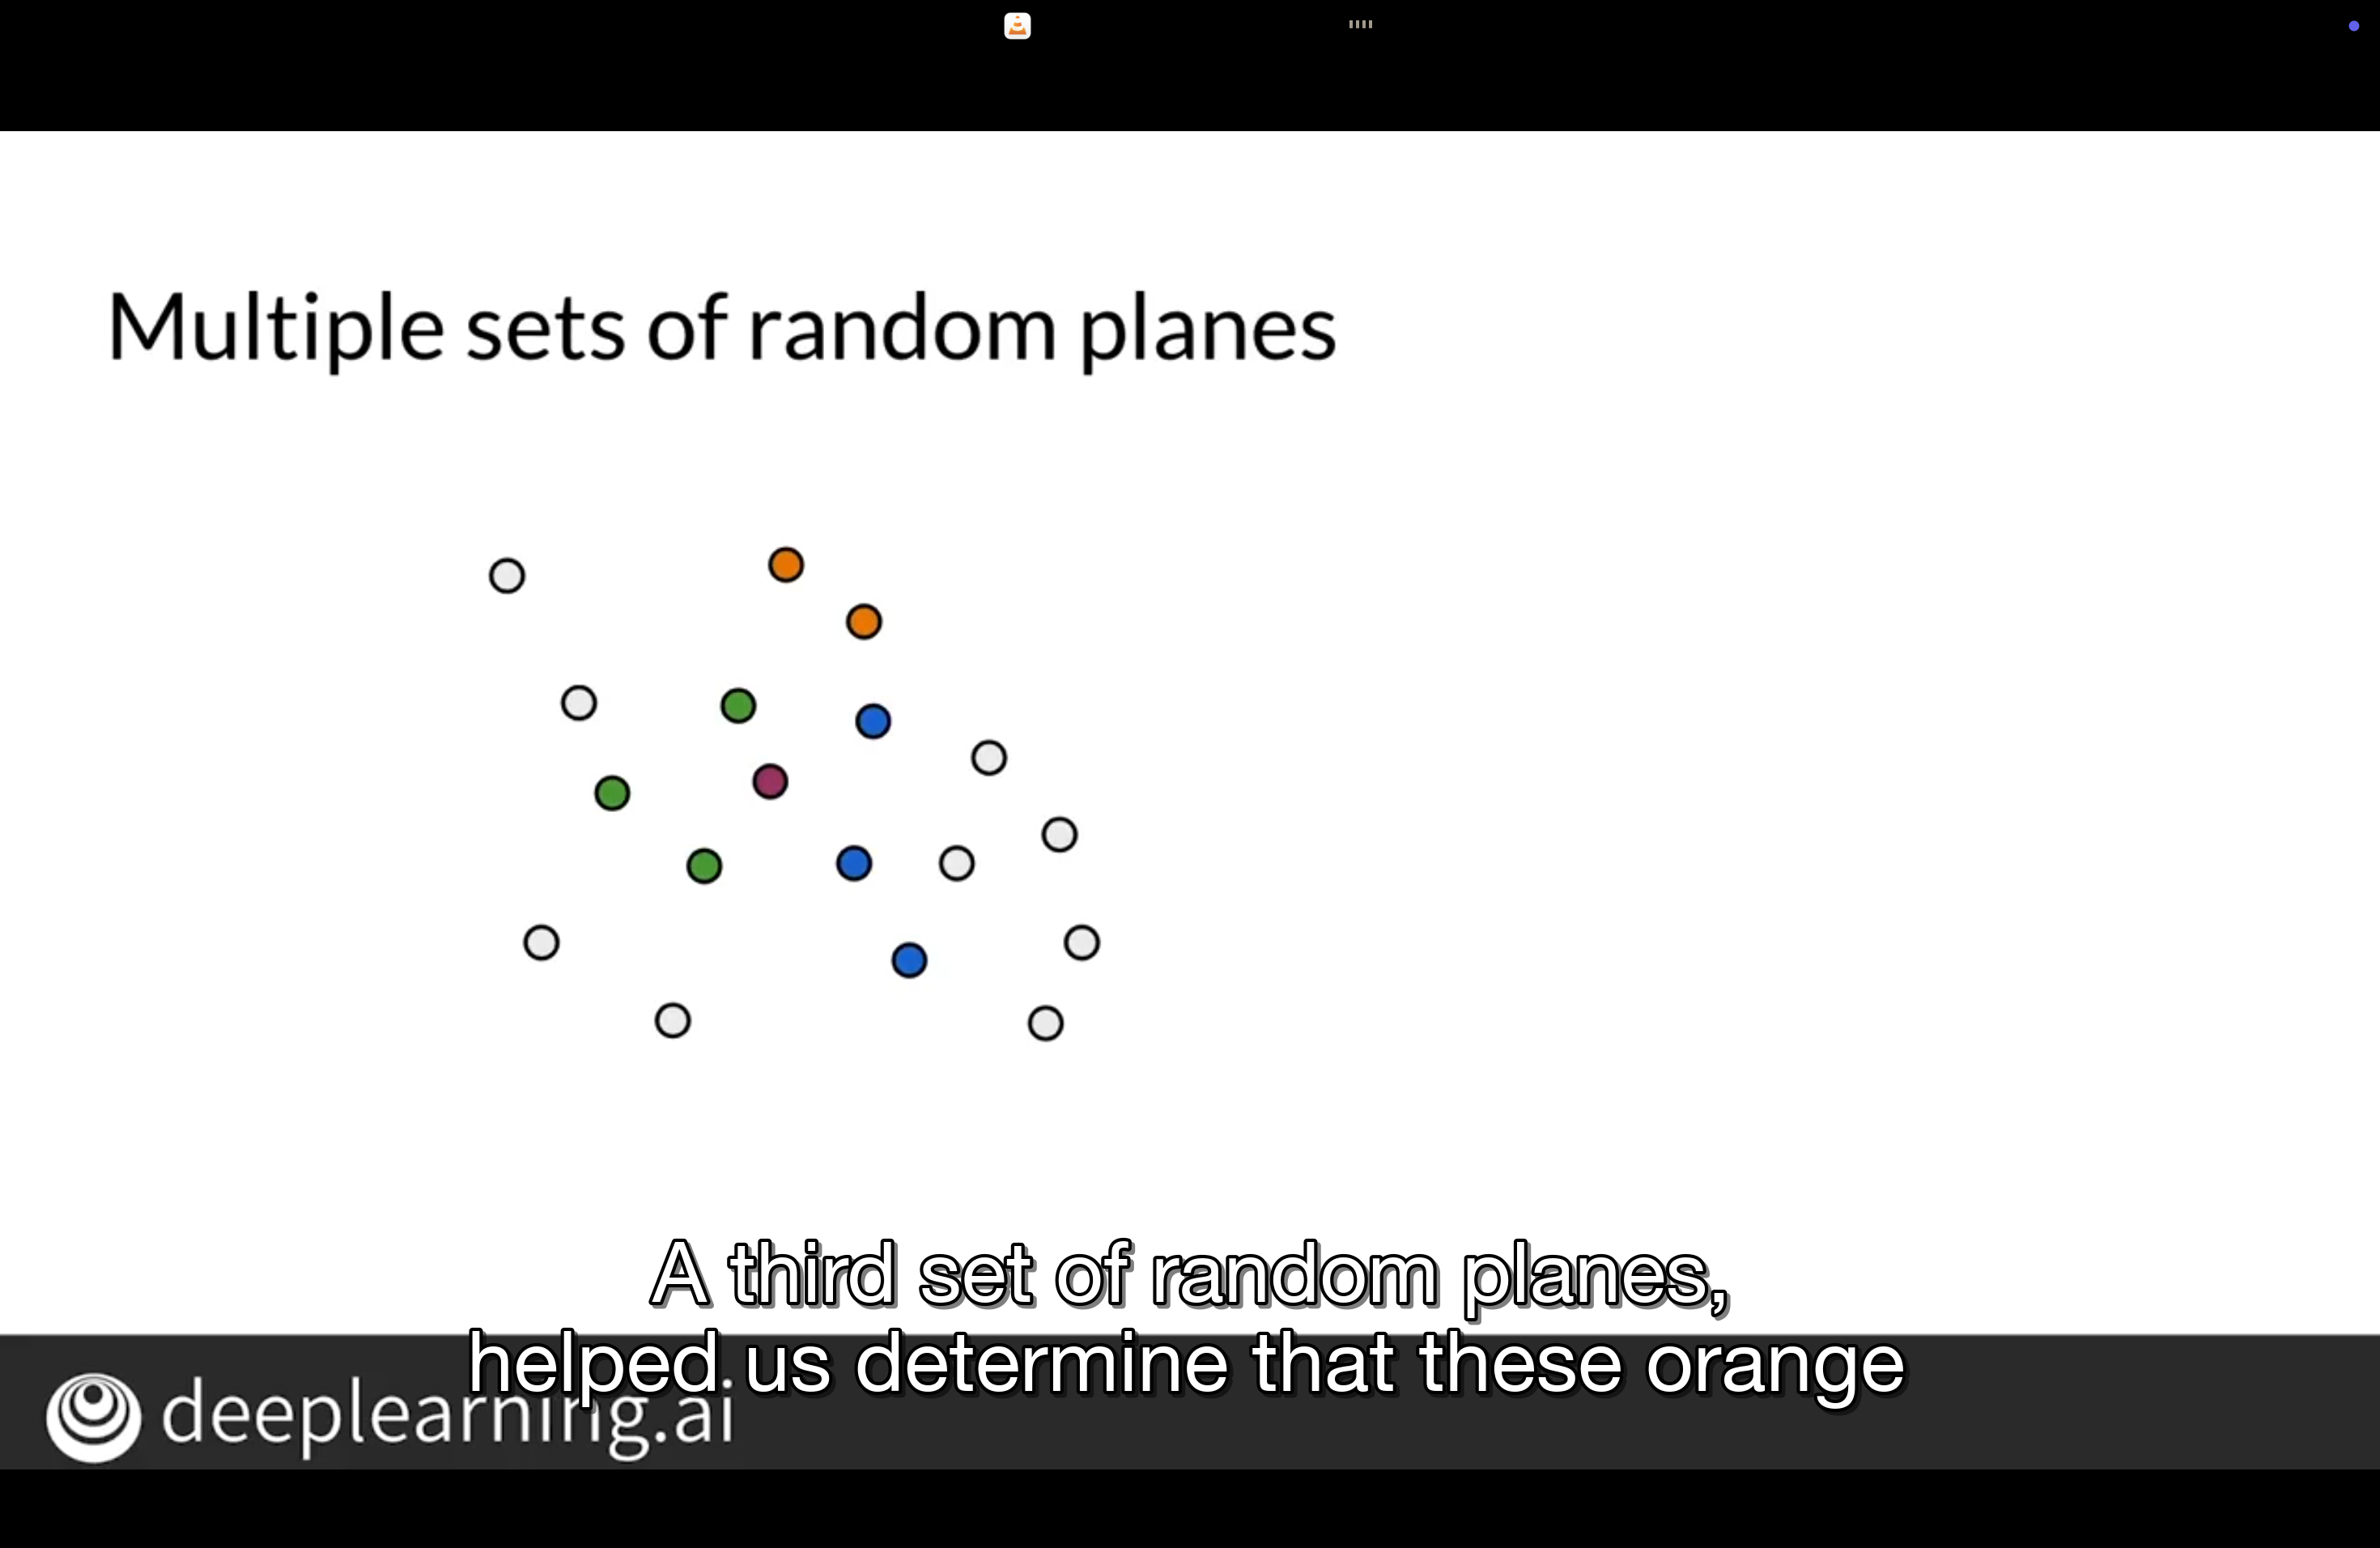 Multiple sets of random planes
A third set of random planes,
helped us determine that these orange
deeplearning.ai